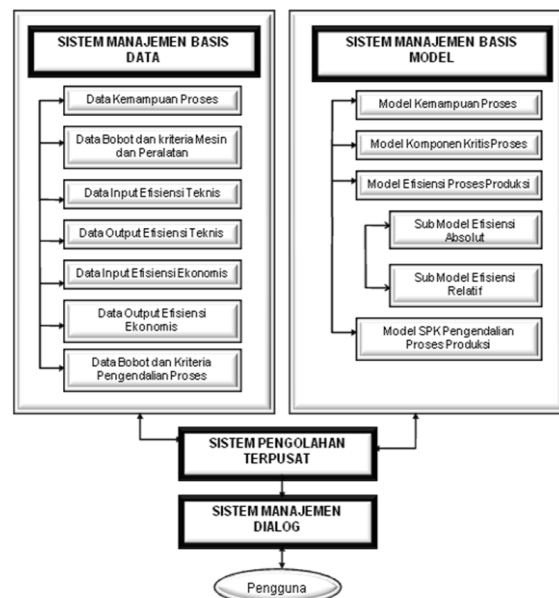 SISTEM MANAJEMEN BASIS
DATA
Data Kemampuan Proses
Data Bobot dan kriteria Mesin
dan Peralatan
Data Input Efisiensi Teknis
Data Output Efisiensi Teknis
Data Input Efisiensi Ekonomis
Data Output Efisiensi
Ekonomis
Data Bobot dan Kriteria
Pengendalian Proses
SISTEM MANAJEMEN BASIS
MODEL
Model Kemampuan Proses
Model Komponen Kritis Proses
Model Efisiensi Proses Produksi
Sub Model Efisiensi
Absolut
Sub Model Efisiensi
Relatif
Model SPK Pengendalian
Proses Produksi
SISTEM PENGOLAHAN
TERPUSAT
SISTEM MANAJEMEN
DIALOG
Pengguna